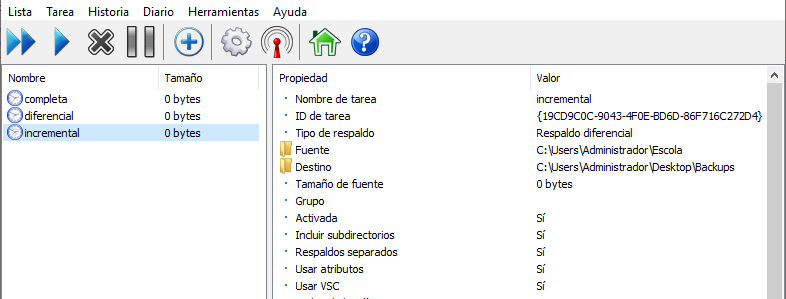 Lista Tarea Historia Diario Herramientas Ayuda
Nombre Tamaño
completa 0 bytes
diferencial 0 bytes
incremental 0 bytes
Propiedad Valor
Nombre de tarea incremental
ID de tarea {19CD9C0C-9043-4F0E-BD6D-86F716C272D4}
Tipo de respaldo Respaldo diferencial
Fuente C:\Users\Administrador\Escola
Destino C:\Users\Administrador\Desktop\Backups
Tamaño de fuente 0 bytes
Grupo
Activada Sí
Incluir subdirectorios Sí
Respaldos separados Sí
Usar atributos Sí
Usar VSC Sí